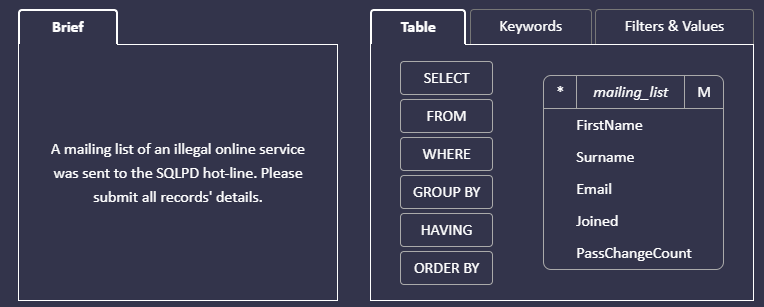 Brief
A mailing list of an illegal online service
was sent to the SQLPD hot-line. Please
submit all records' details.
Table
Keywords
Filters & Values
SELECT
FROM
WHERE
GROUP BY
HAVING
ORDER BY
* mailing_list M
FirstName
Surname
Email
Joined
PassChangeCount